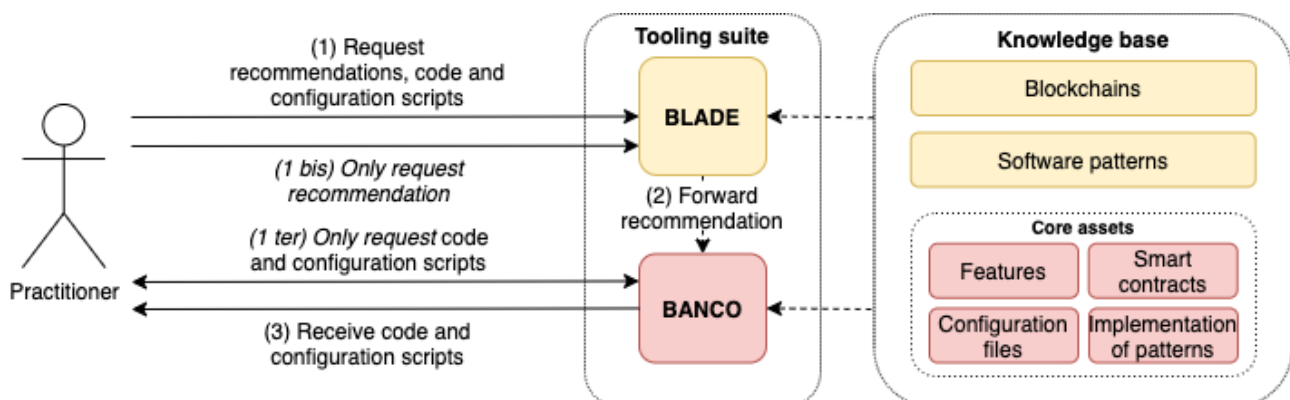 (1) Request
recommendations, code and
configuration scripts
(1 bis) Only request
recommendation
(1 ter) Only request code
and configuration scripts
(3) Receive code and
configuration scripts
Practitioner
Tooling suite
BLADE
(2) Forward
recommendation
BANCO
Knowledge base
Blockchains
Software patterns
Core assets
Features
Smart
contracts
Configuration
files
Implementation
of patterns